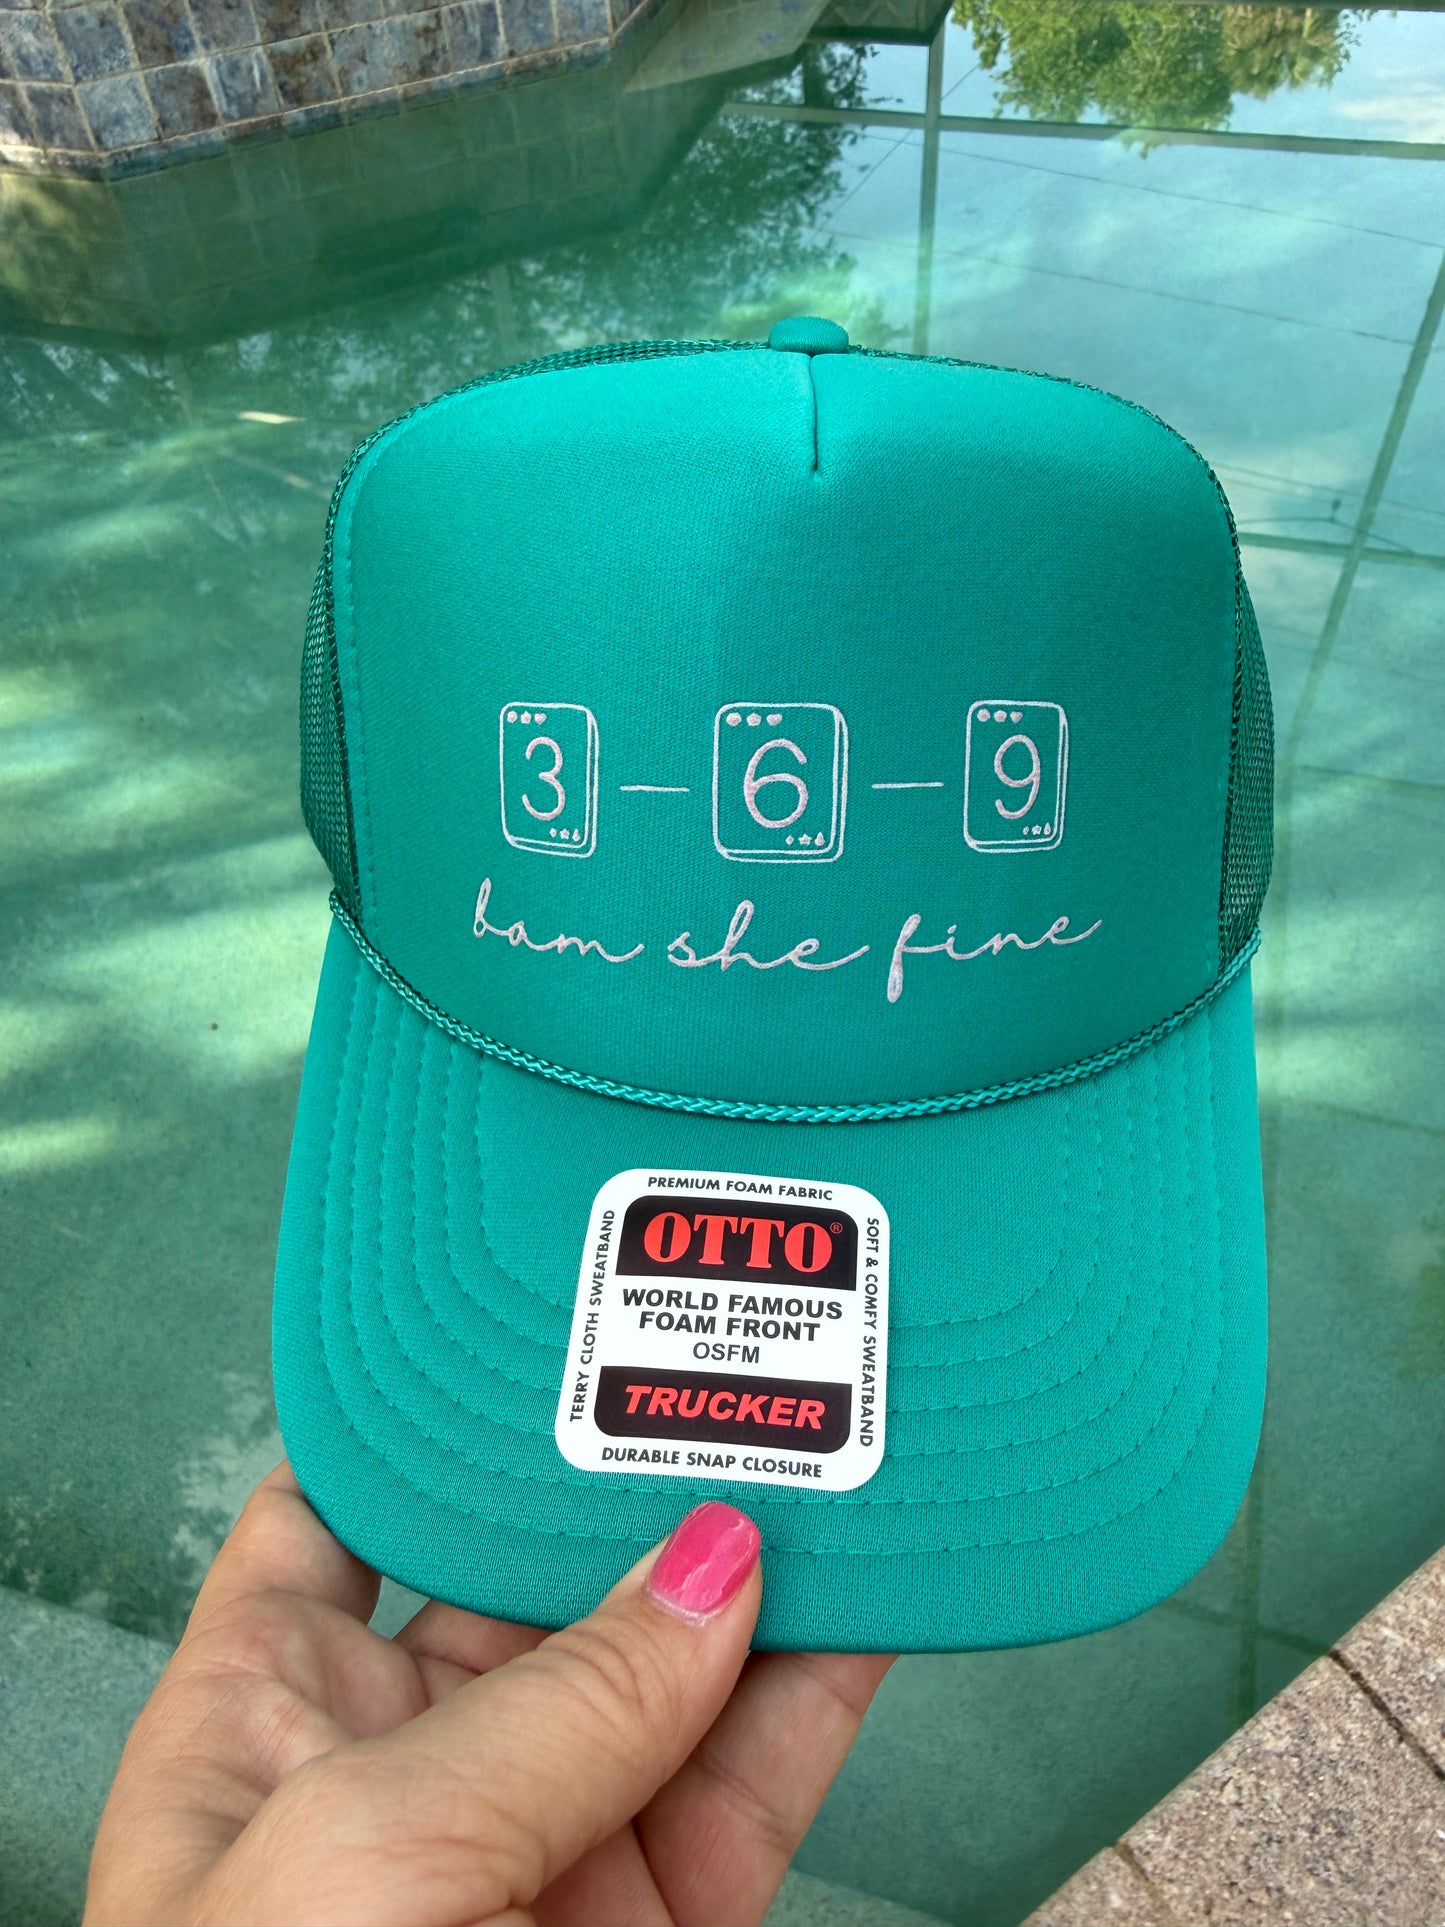 3 - 6 - 9
bam she fine
PREMIUM FOAM FABRIC
TERRY CLOTH SWEATBAND
OTTO®
WORLD FAMOUS
FOAM FRONT
OSFM
TRUCKER
SOFT & COMFY SWEATBAND
DURABLE SNAP CLOSURE